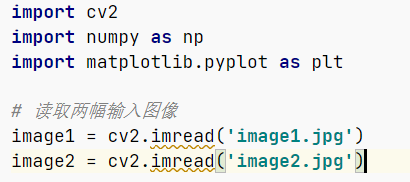 import cv2
import numpy as np
import matplotlib.pyplot as plt
# 读取两幅输入图像
image1 = cv2.imread('image1.jpg')
image2 = cv2.imread('image2.jpg')